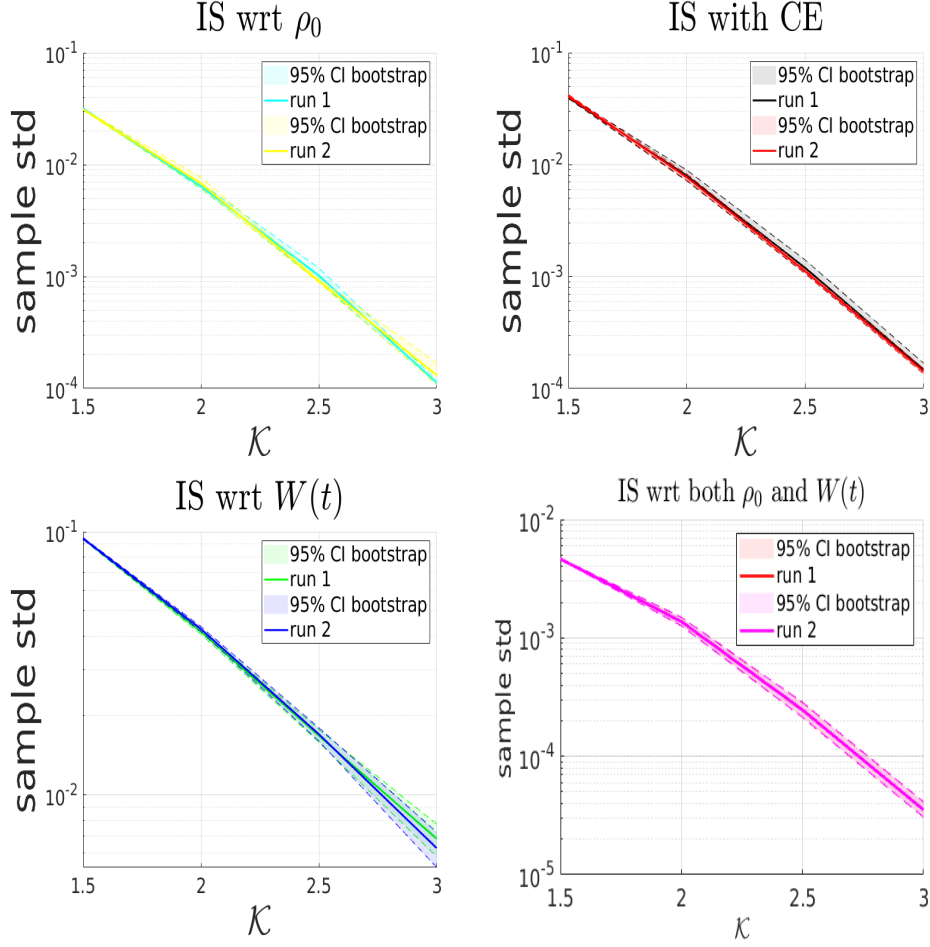 IS wrt ρ₀
sample std
10⁻¹
10⁻²
10⁻³
10⁻⁴
95% CI bootstrap
run 1
95% CI bootstrap
run 2
1.5 2 2.5 3
𝒦
IS with CE
sample std
10⁻¹
10⁻²
10⁻³
10⁻⁴
95% CI bootstrap
run 1
95% CI bootstrap
run 2
1.5 2 2.5 3
𝒦
IS wrt W(t)
sample std
10⁻¹
10⁻²
95% CI bootstrap
run 1
95% CI bootstrap
run 2
1.5 2 2.5 3
𝒦
IS wrt both ρ₀ and W(t)
sample std
10⁻²
10⁻³
10⁻⁴
10⁻⁵
95% CI bootstrap
run 1
95% CI bootstrap
run 2
1.5 2 2.5 3
𝒦